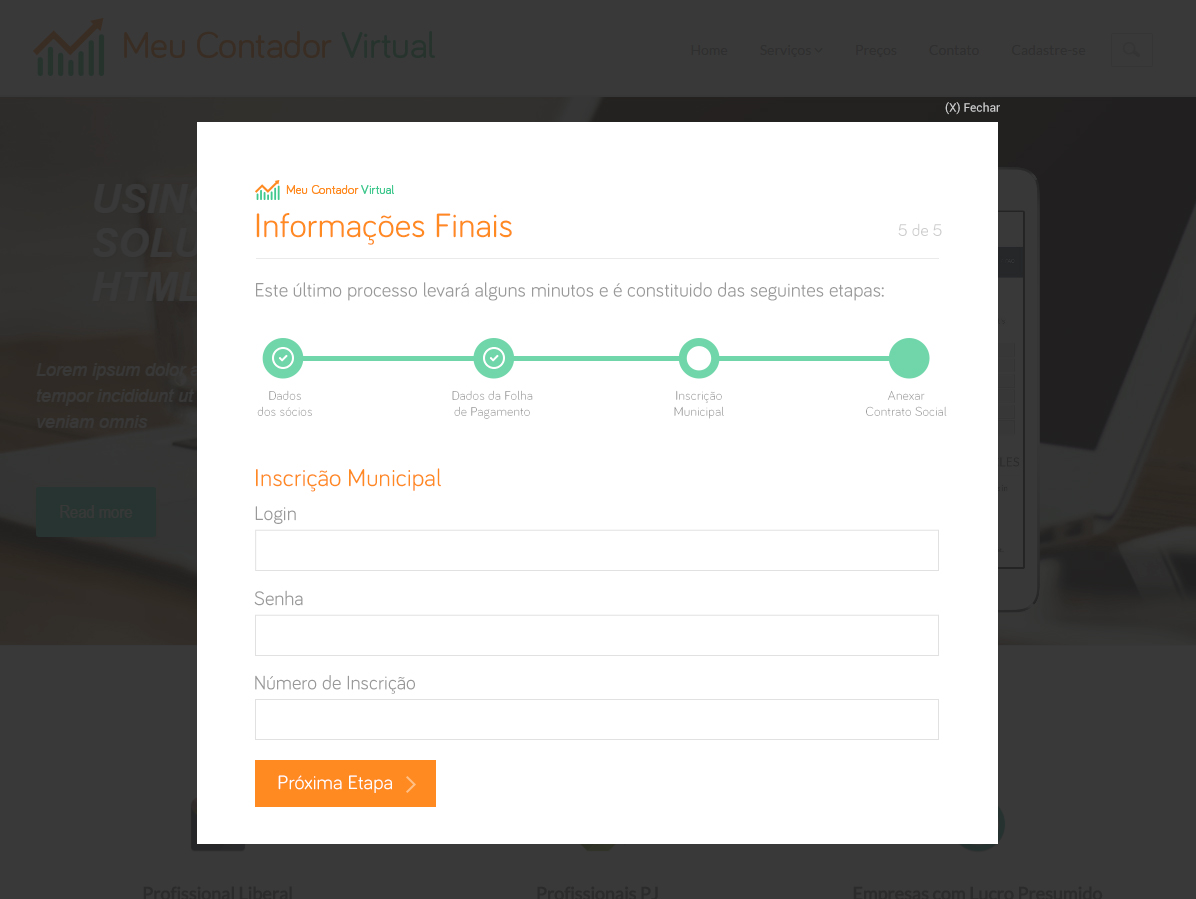 Meu Contador Virtual
Home Serviços Preços Contato Cadastre-se
(X) Fechar
USING
SOLU
HTML
Lorem ipsum dolor a
tempor incididunt ut
veniam omnis
Read more
Meu Contador Virtual
Informações Finais
5 de 5
Este último processo levará alguns minutos e é constituido das seguintes etapas:
Dados
dos sócios
Dados da Folha
de Pagamento
Inscrição
Municipal
Anexar
Contrato Social
Inscrição Municipal
Login
Senha
Número de Inscrição
Próxima Etapa
LES
Profissional Liberal
Profissionais PJ
Empresas com Lucro Presumido